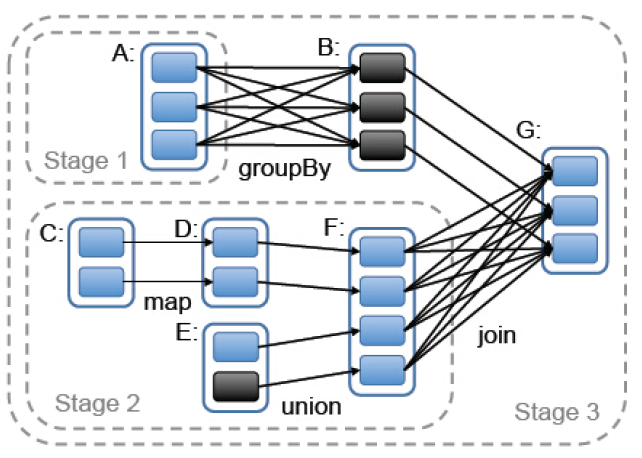 A:
B:
G:
Stage 1
groupBy
C:
D:
F:
map
E:
join
Stage 2
union
Stage 3